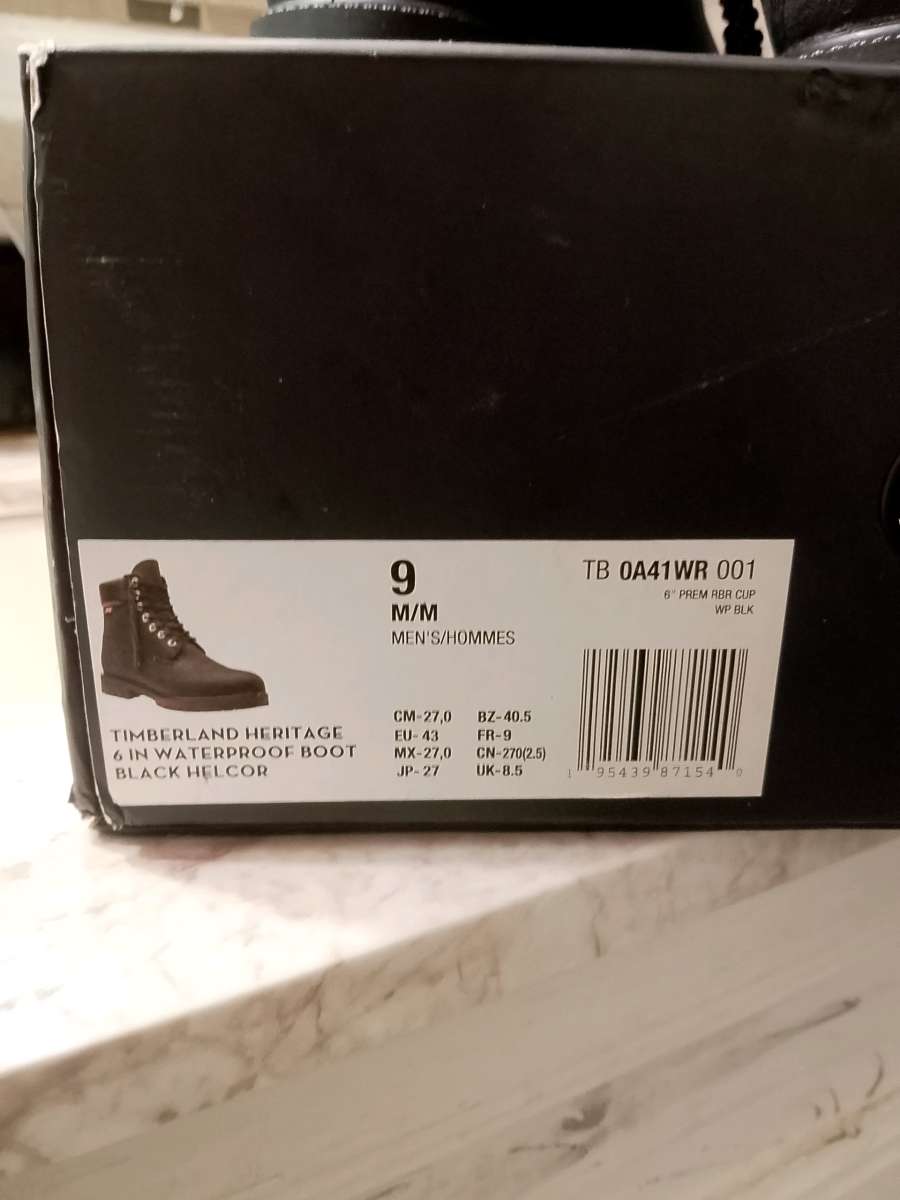 9
M/M
MEN'S/HOMMES
TB 0A41WR 001
6" PREM RBR CUP
WP BLK
TIMBERLAND HERITAGE
6 IN WATERPROOF BOOT
BLACK HELCOR
CM-27,0 BZ-40.5
EU-43 FR-9
MX-27,0 CN-270(2.5)
JP-27 UK-8.5
1 95439 87154 0